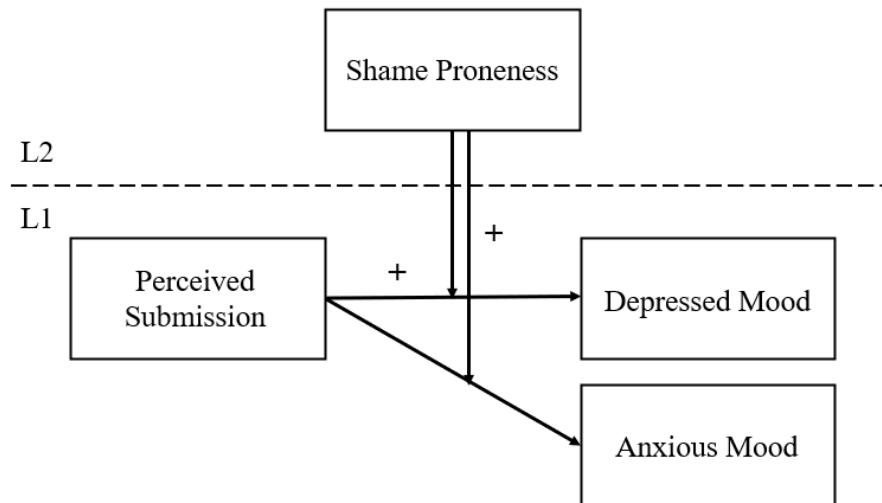 Shame Proneness
L2
L1
+
+
Perceived
Submission
Depressed Mood
Anxious Mood